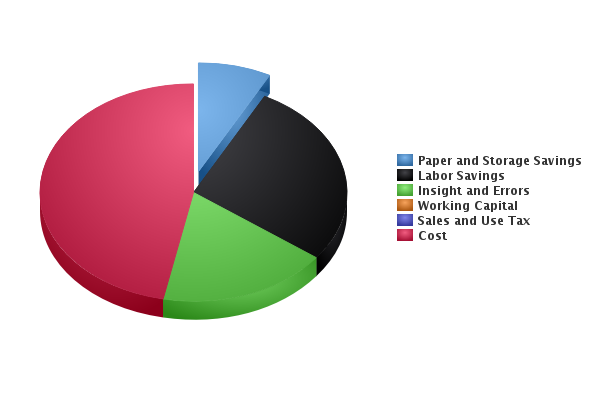 Paper and Storage Savings
Labor Savings
Insight and Errors
Working Capital
Sales and Use Tax
Cost